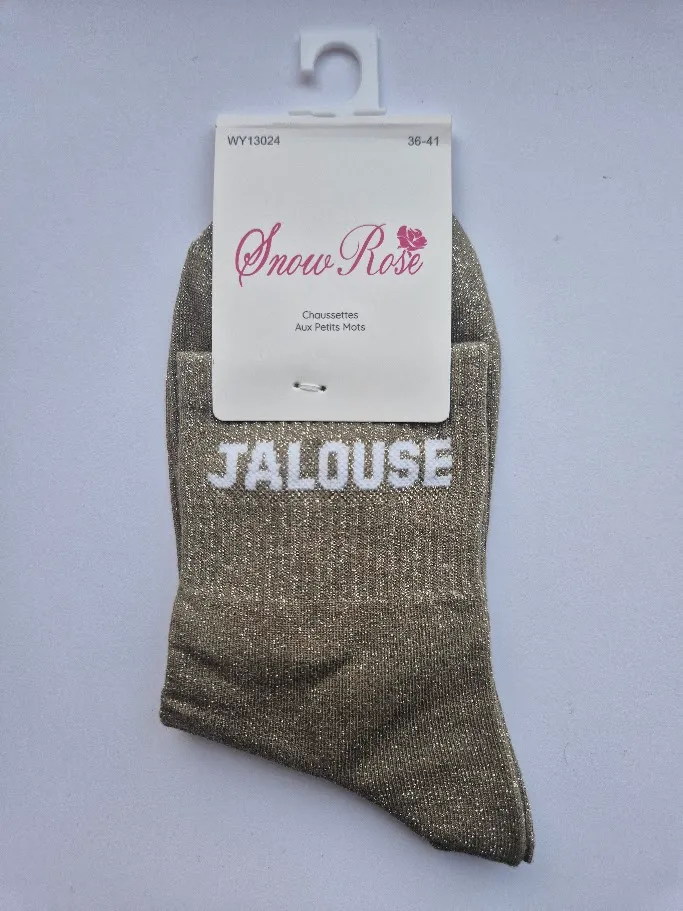 WY13024 36-41
Snow Rose
Chaussettes
Aux Petits Mots
JALOUSE